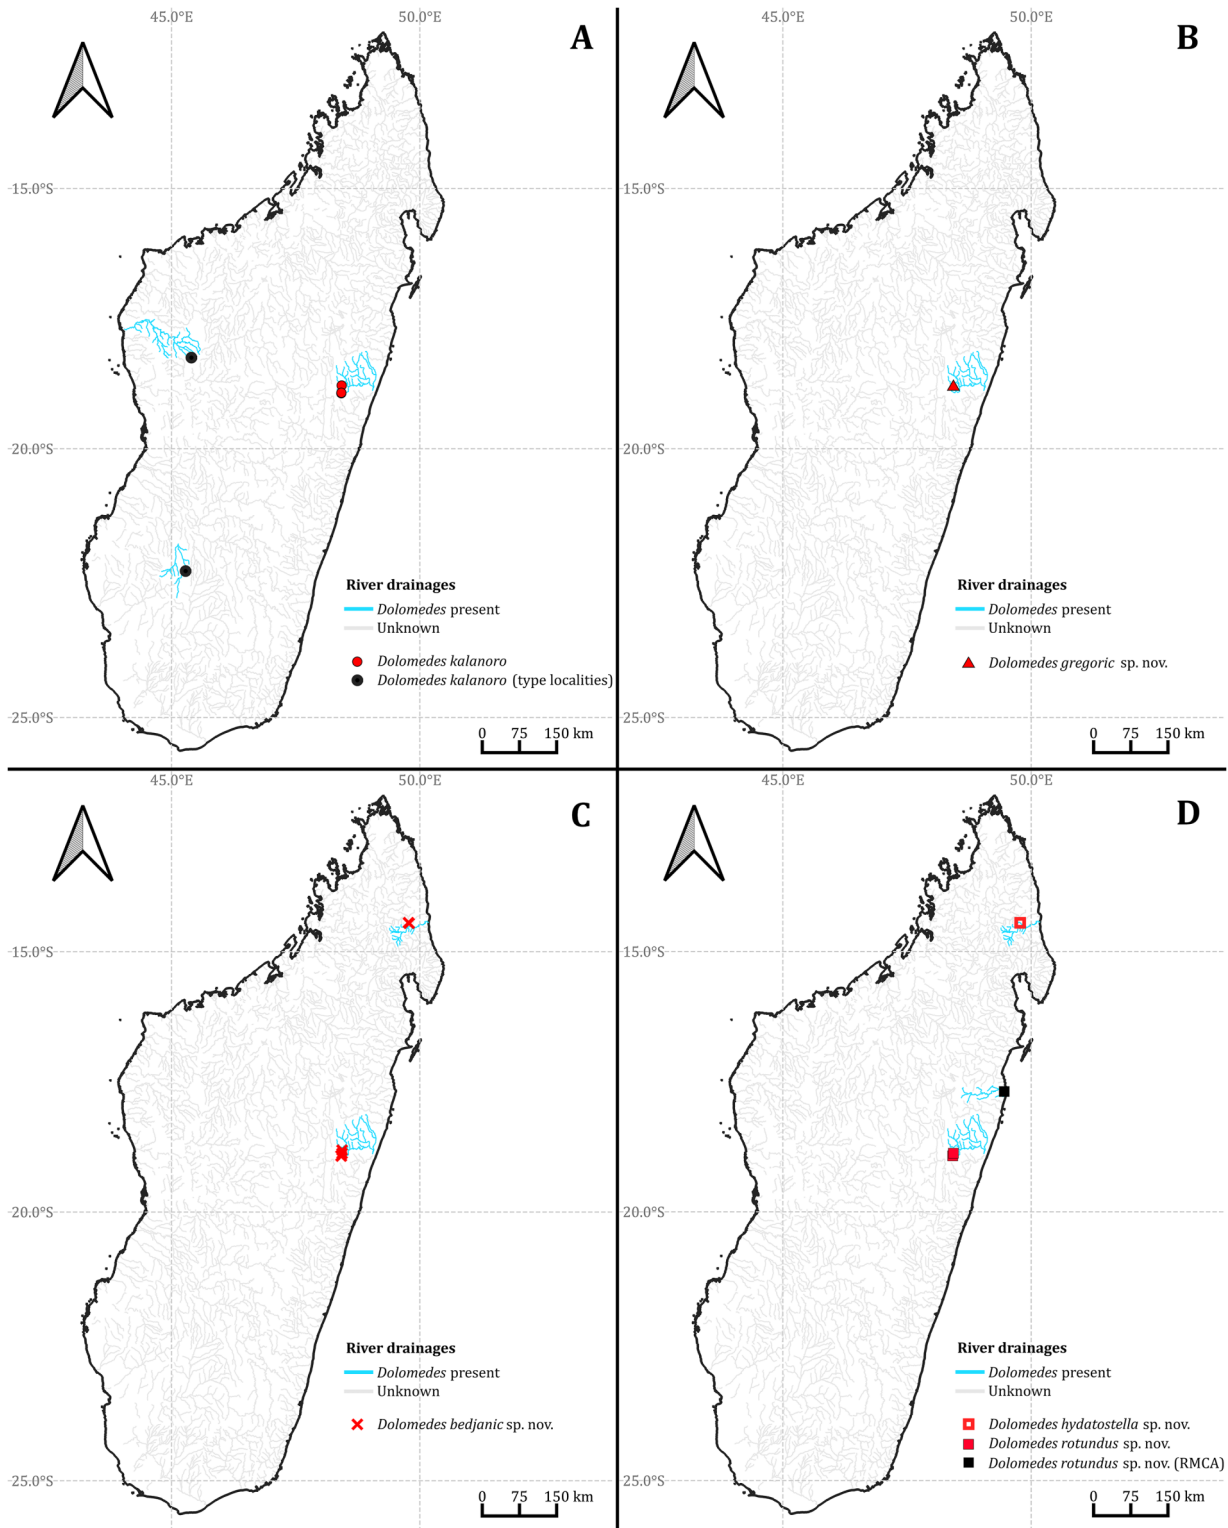 45.0°E 50.0°E
A
15.0°S
20.0°S
25.0°S
River drainages
Dolomedes present
Unknown
Dolomedes kalanoro
Dolomedes kalanoro (type localities)
0 75 150 km
45.0°E 50.0°E
B
15.0°S
20.0°S
25.0°S
River drainages
Dolomedes present
Unknown
Dolomedes gregoric sp. nov.
0 75 150 km
45.0°E 50.0°E
C
15.0°S
20.0°S
25.0°S
River drainages
Dolomedes present
Unknown
Dolomedes bedjanic sp. nov.
0 75 150 km
45.0°E 50.0°E
D
15.0°S
20.0°S
25.0°S
River drainages
Dolomedes present
Unknown
Dolomedes hydatostella sp. nov.
Dolomedes rotundus sp. nov.
Dolomedes rotundus sp. nov. (RMCA)
0 75 150 km